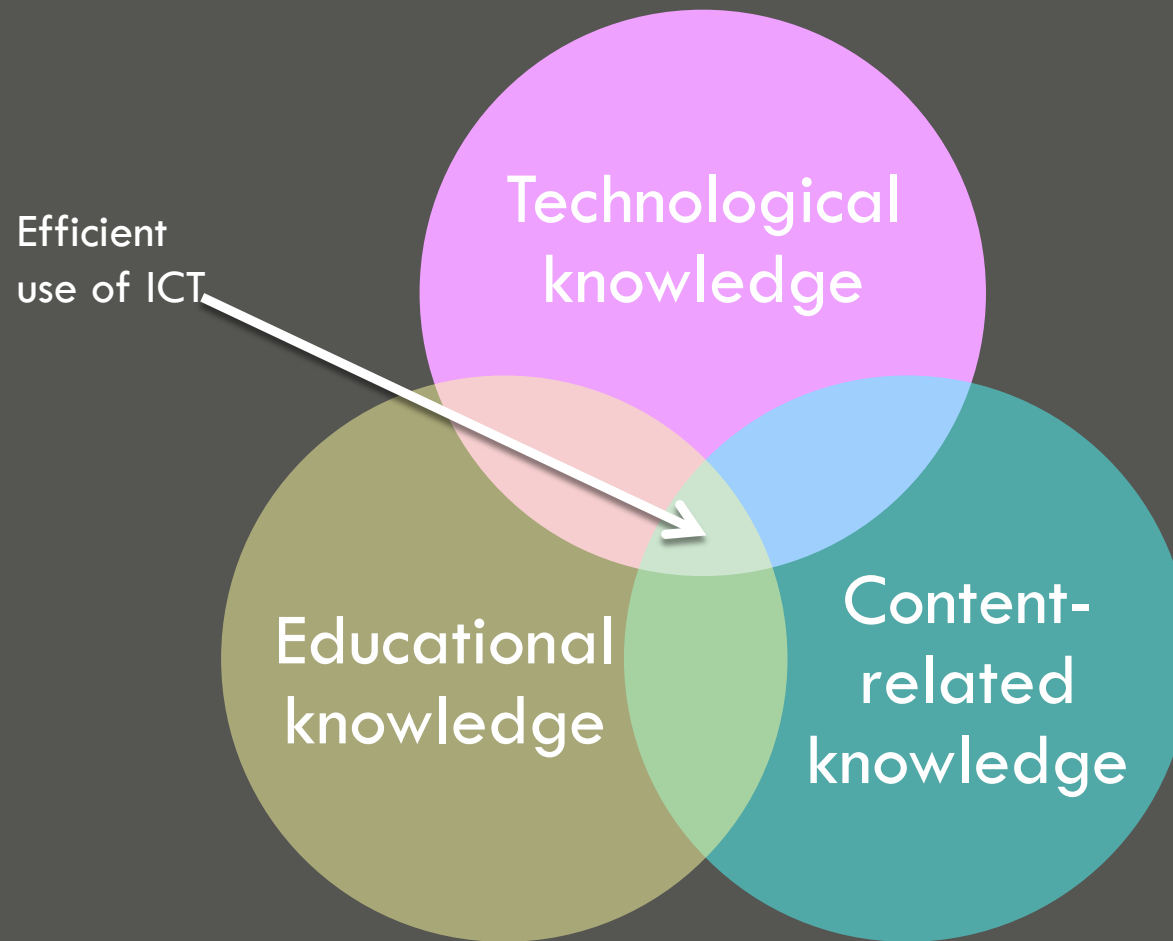 Technological
knowledge
Efficient
use of ICT
Educational
knowledge
Content-
related
knowledge